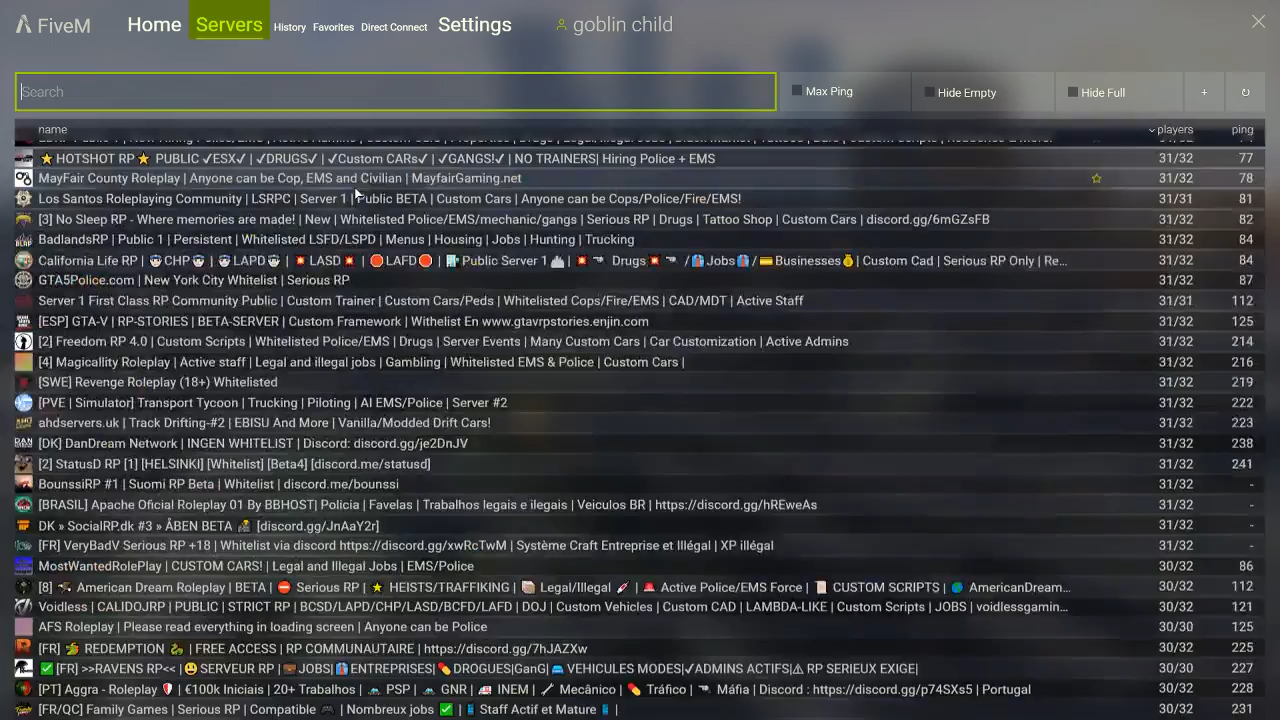 FiveM Home Servers History Favorites Direct Connect Settings goblin child
Search Max Ping Hide Empty Hide Full +
name players ping
⭐ HOTSHOT RP ⭐ PUBLIC ✓ESX✓ | ✓DRUGS✓ | ✓Custom CARs✓ | ✓GANGS!✓ | NO TRAINERS| Hiring Police + EMS 31/32 77
MayFair County Roleplay | Anyone can be Cop, EMS and Civilian | MayfairGaming.net 31/32 78
Los Santos Roleplaying Community | LSRPC | Server 1 | Public BETA | Custom Cars | Anyone can be Cops/Police/Fire/EMS! 31/31 81
[3] No Sleep RP - Where memories are made! | New | Whitelisted Police/EMS/mechanic/gangs | Serious RP | Drugs | Tattoo Shop | Custom Cars | discord.gg/6mGZsFB 31/32 82
BadlandsRP | Public 1 | Persistent | Whitelisted LSFD/LSPD | Menus | Housing | Jobs | Hunting | Trucking 31/32 84
California Life RP | 👮CHP👮 | 👮LAPD👮 | 💥LASD💥 | 🛑LAFD🛑 | Public Server 1 | 💥 🔫 Drugs💥 🔫 /👔Jobs👔/💳Businesses💰| Custom Cad | Serious RP Only | Re... 31/32 84
GTA5Police.com | New York City Whitelist | Serious RP 31/32 87
Server 1 First Class RP Community Public | Custom Trainer | Custom Cars/Peds | Whitelisted Cops/Fire/EMS | CAD/MDT | Active Staff 31/31 112
[ESP] GTA-V | RP-STORIES | BETA-SERVER | Custom Framework | Withelist En www.gtavrpstories.enjin.com 31/32 125
[2] Freedom RP 4.0 | Custom Scripts | Whitelisted Police/EMS | Drugs | Server Events | Many Custom Cars | Car Customization | Active Admins 31/32 214
[4] Magicallity Roleplay | Active staff | Legal and illegal jobs | Gambling | Whitelisted EMS & Police | Custom Cars | 31/32 216
[SWE] Revenge Roleplay (18+) Whitelisted 31/32 219
[PVE | Simulator] Transport Tycoon | Trucking | Piloting | AI EMS/Police | Server #2 31/32 222
ahdservers.uk | Track Drifting-#2 | EBISU And More | Vanilla/Modded Drift Cars! 31/32 223
[DK] DanDream Network | INGEN WHITELIST | Discord: discord.gg/je2DnJV 31/32 238
[2] StatusD RP [1] [HELSINKI] [Whitelist] [Beta4] [discord.me/statusd] 31/32 241
BounssiRP #1 | Suomi RP Beta | Whitelist | discord.me/bounssi 31/32 -
[BRASIL] Apache Oficial Roleplay 01 By BBHOST| Policia | Favelas | Trabalhos legais e ilegais | Veiculos BR | https://discord.gg/hREweAs 31/32 -
DK » SocialRP.dk #3 » ÅBEN BETA [discord.gg/JnAaY2r] 31/32 -
[FR] VeryBadV Serious RP +18 | Whitelist via discord https://discord.gg/xwRcTwM | Système Craft Entreprise et Illégal | XP illégal 31/32 -
MostWantedRolePlay | CUSTOM CARS! | Legal and Illegal Jobs | EMS/Police 30/32 86
[8] American Dream Roleplay | BETA | ⛔ Serious RP | ⭐ HEISTS/TRAFFIKING | Legal/Illegal | 🚨 Active Police/EMS Force | 📜 CUSTOM SCRIPTS | 🌎 AmericanDream... 30/32 112
Voidless | CALIDOJRP | PUBLIC | STRICT RP | BCSD/LAPD/CHP/LASD/BCFD/LAFD | DOJ | Custom Vehicles | Custom CAD | LAMBDA-LIKE | Custom Scripts | JOBS | voidlessgamin... 30/32 121
AFS Roleplay | Please read everything in loading screen | Anyone can be Police 30/30 125
[FR] 🐉 REDEMPTION 🐉 | FREE ACCESS | RP COMMUNAUTAIRE | https://discord.gg/7hJAZXw 30/32 225
✅[FR] >>RAVENS RP<< |😃SERVEUR RP | 💼JOBS|👔ENTREPRISES|💊DROGUES|GanG|🚘VEHICULES MODES|✓ADMINS ACTIFS|⚠ RP SERIEUX EXIGE| 30/30 227
[PT] Aggra - Roleplay | €100k Iniciais | 20+ Trabalhos | PSP | GNR | INEM | Mecânico | 💊 Tráfico | 🔫 Máfia | Discord : https://discord.gg/p74SXs5 | Portugal 30/32 228
[FR/QC] Family Games | Serious RP | Compatible 🎮 | Nombreux jobs ✅ | Staff Actif et Mature | 30/32 231